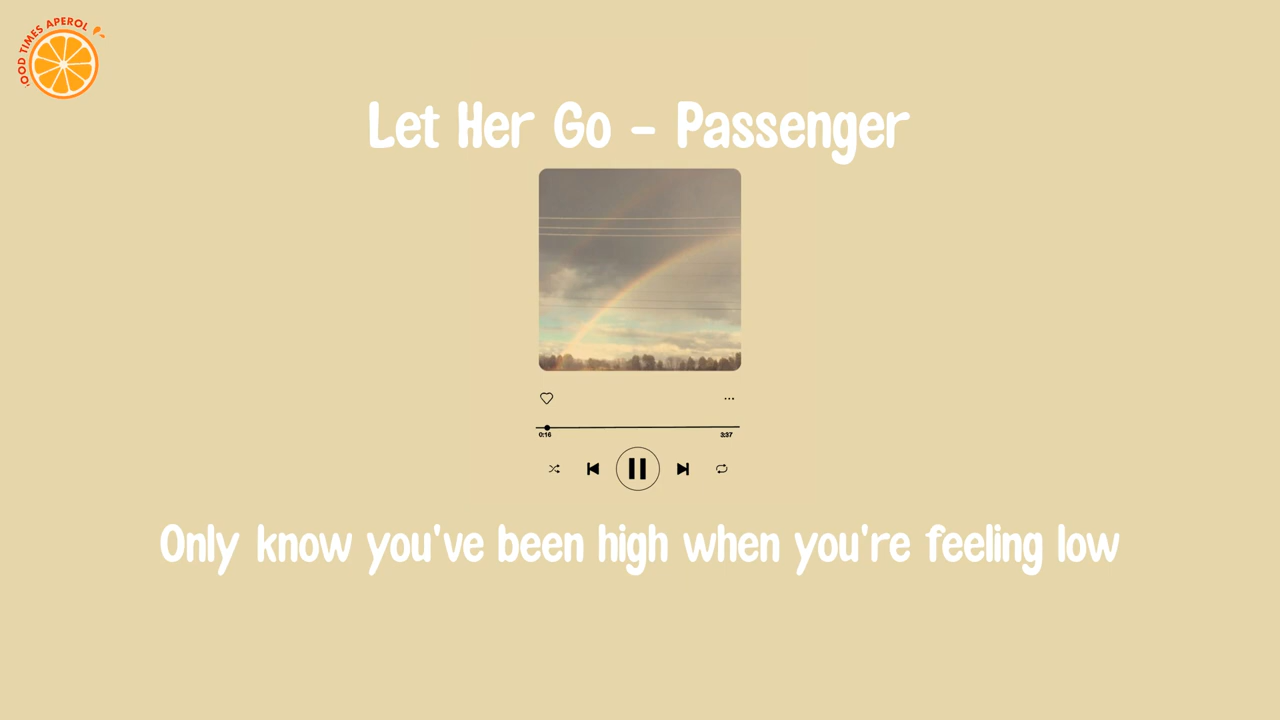 OOD TIMES APEROL
Let Her Go - Passenger
0:16
3:37
Only know you've been high when you're feeling low